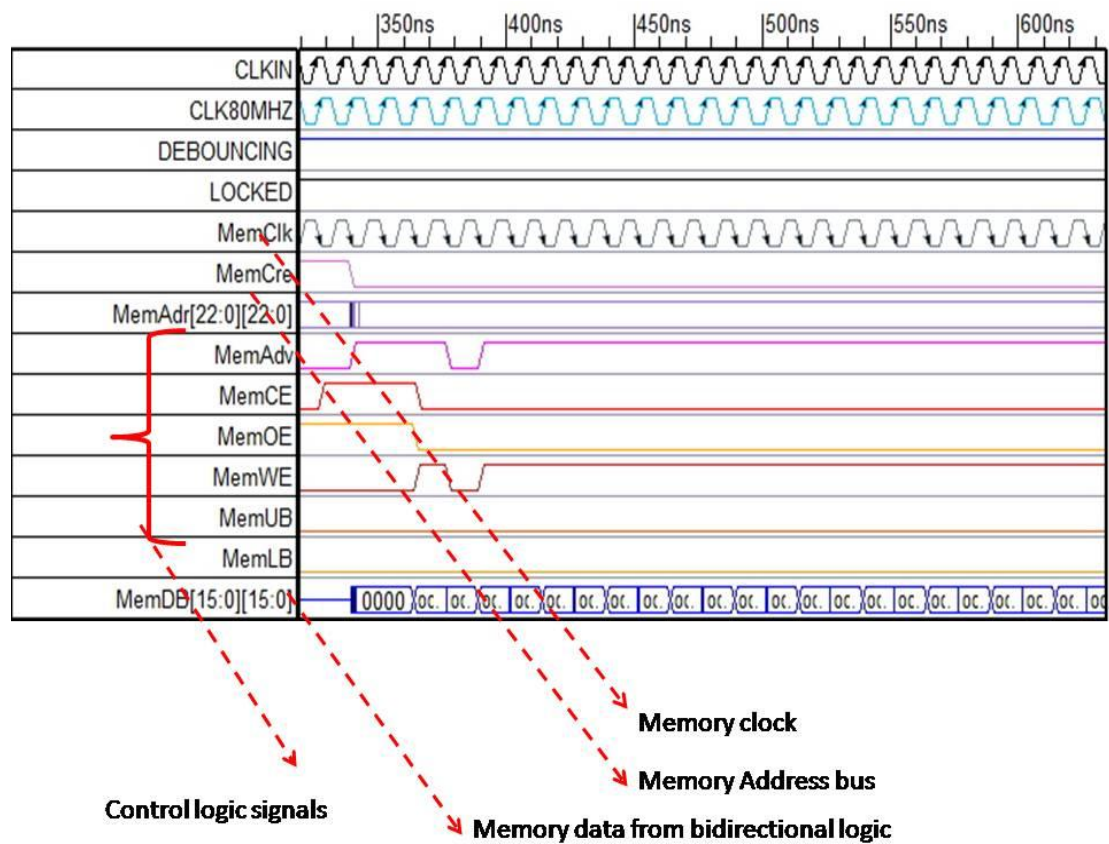 350ns 400ns 450ns 500ns 550ns 600ns
CLKIN
CLK80MHZ
DEBOUNCING
LOCKED
MemClk
MemCre
MemAdr[22:0][22:0]
MemAdv
MemCE
MemOE
MemWE
MemUB
MemLB
MemDB[15:0][15:0] 0000
Memory clock
Memory Address bus
Control logic signals
Memory data from bidirectional logic